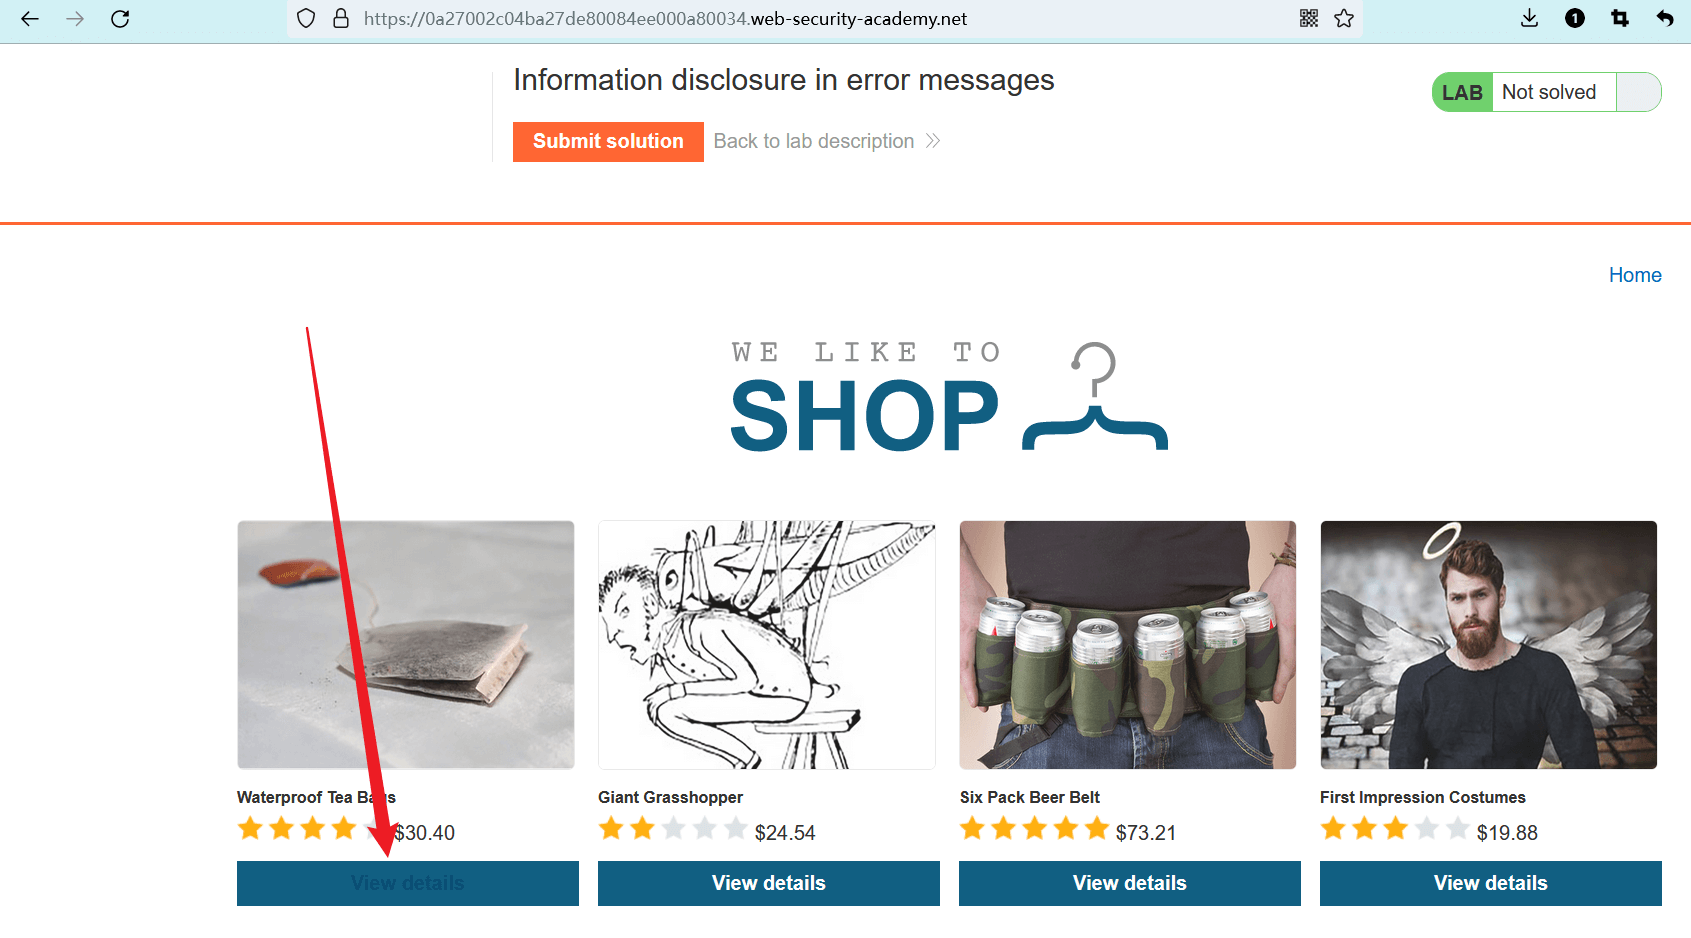 https://0a27002c04ba27de80084ee000a80034.web-security-academy.net
1
Information disclosure in error messages
LAB Not solved
Submit solution Back to lab description
Home
WE LIKE TO
SHOP
Waterproof Tea Bags Giant Grasshopper Six Pack Beer Belt First Impression Costumes
$30.40 $24.54 $73.21 $19.88
View details View details View details View details